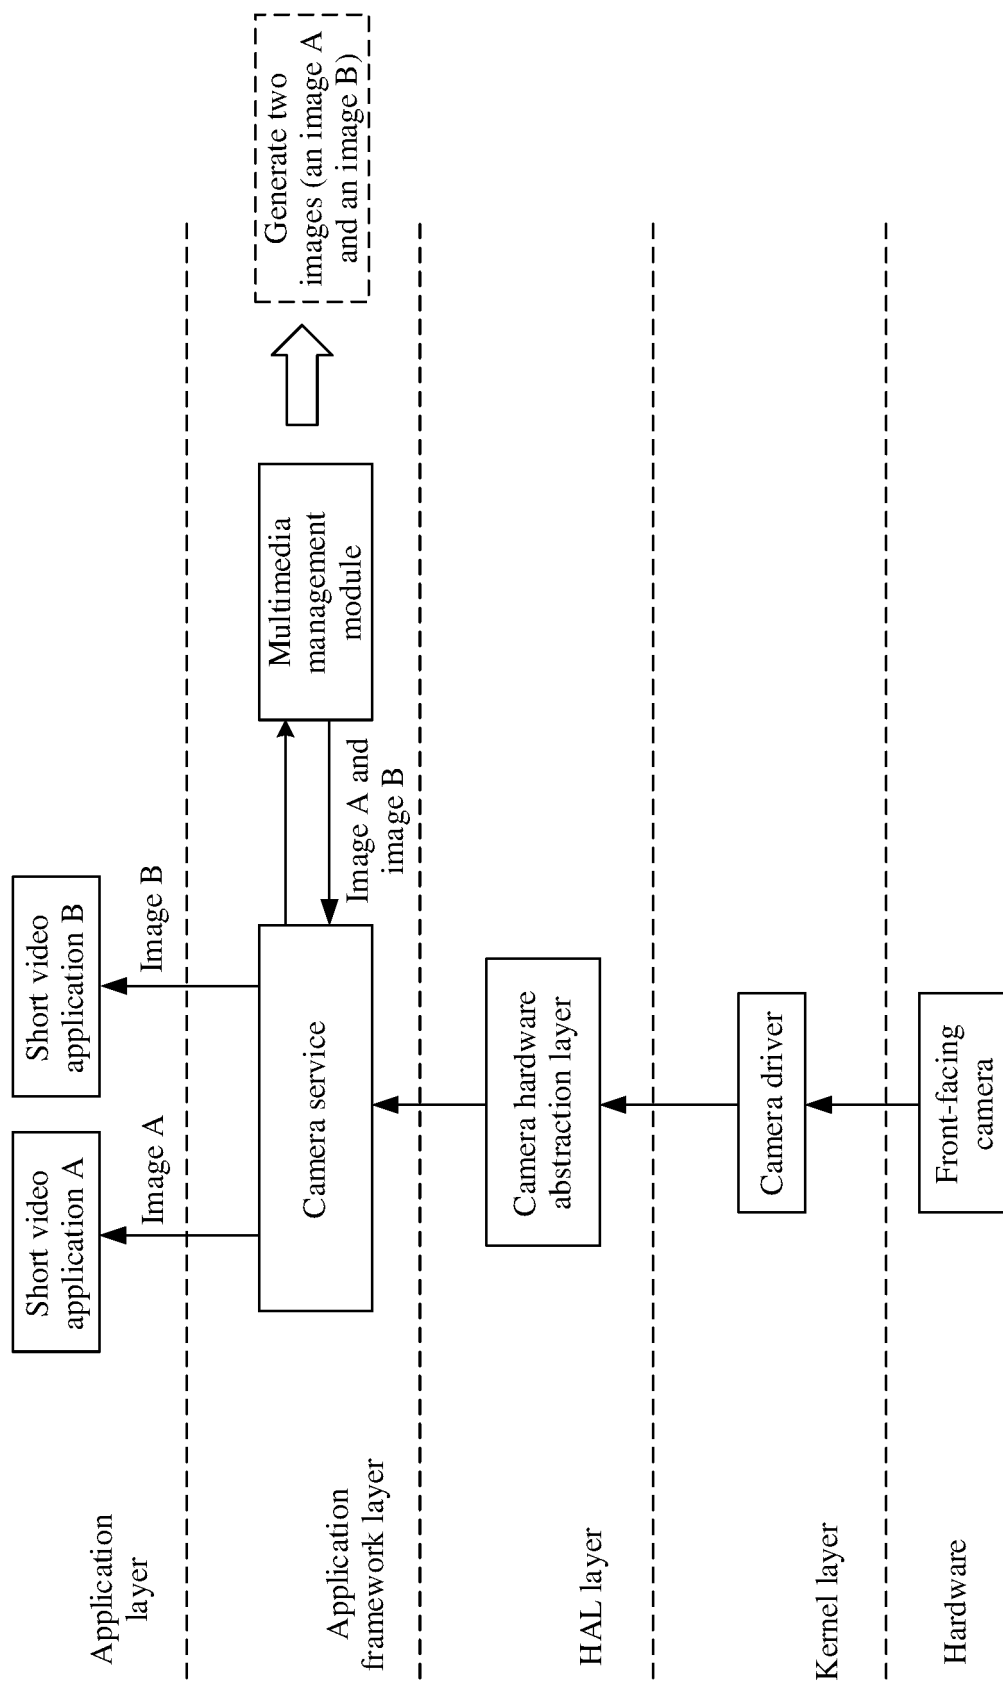 Application
layer
Short video
application A
Short video
application B
Image A
Image B
Application
framework layer
Camera service
Image A and
image B
Multimedia
management
module
Generate two
images (an image A
and an image B)
HAL layer
Camera hardware
abstraction layer
Kernel layer
Camera driver
Hardware
Front-facing
camera